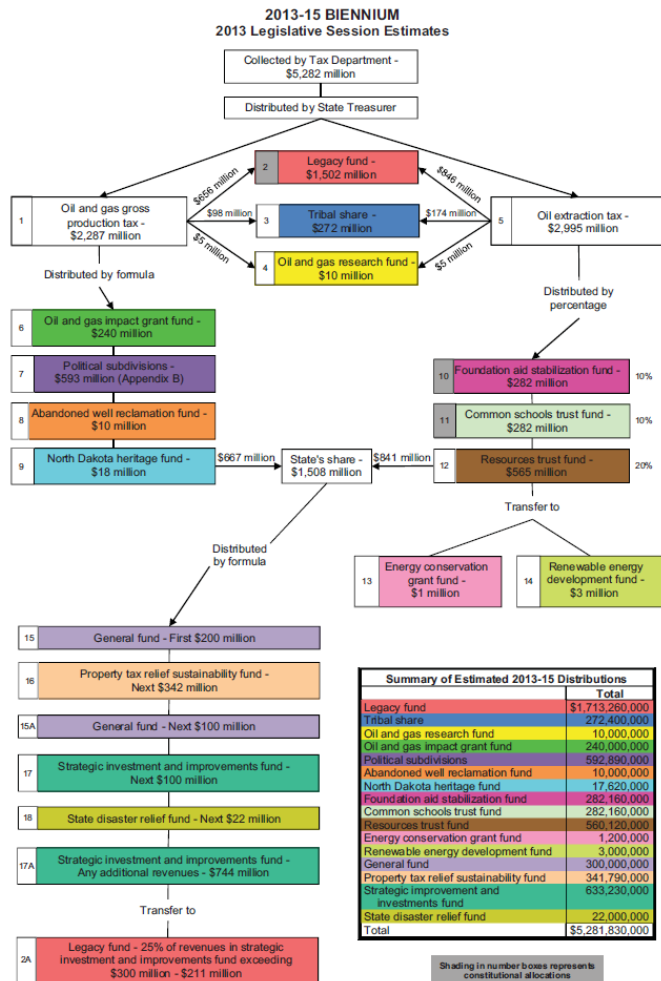 2013-15 BIENNIUM
2013 Legislative Session Estimates
Collected by Tax Department -
$5,282 million
Distributed by State Treasurer
2
Legacy fund -
$1,502 million
$656 million
$846 million
1
Oil and gas gross
production tax -
$2,287 million
$98 million
3
Tribal share -
$272 million
$174 million
5
Oil extraction tax -
$2,995 million
$5 million
4
Oil and gas research fund -
$10 million
$5 million
Distributed by formula
Distributed by
percentage
6
Oil and gas impact grant fund -
$240 million
7
Political subdivisions -
$593 million (Appendix B)
8
Abandoned well reclamation fund -
$10 million
9
North Dakota heritage fund -
$18 million
10
Foundation aid stabilization fund -
$282 million
10%
11
Common schools trust fund -
$282 million
10%
12
Resources trust fund -
$565 million
20%
$667 million
State's share -
$1,508 million
$841 million
Transfer to
13
Energy conservation
grant fund -
$1 million
14
Renewable energy
development fund -
$3 million
Distributed
by formula
15
General fund - First $200 million
16
Property tax relief sustainability fund -
Next $342 million
15A
General fund - Next $100 million
17
Strategic investment and improvements fund -
Next $100 million
18
State disaster relief fund - Next $22 million
17A
Strategic investment and improvements fund -
Any additional revenues - $744 million
Transfer to
2A
Legacy fund - 25% of revenues in strategic
investment and improvements fund exceeding
$300 million - $211 million
Summary of Estimated 2013-15 Distributions
Total
Legacy fund $1,713,260,000
Tribal share 272,400,000
Oil and gas research fund 10,000,000
Oil and gas impact grant fund 240,000,000
Political subdivisions 592,890,000
Abandoned well reclamation fund 10,000,000
North Dakota heritage fund 17,620,000
Foundation aid stabilization fund 282,160,000
Common schools trust fund 282,160,000
Resources trust fund 560,120,000
Energy conservation grant fund 1,200,000
Renewable energy development fund 3,000,000
General fund 300,000,000
Property tax relief sustainability fund 341,790,000
Strategic improvement and 633,230,000
investments fund
State disaster relief fund 22,000,000
Total $5,281,830,000
Shading in number boxes represents
constitutional allocations